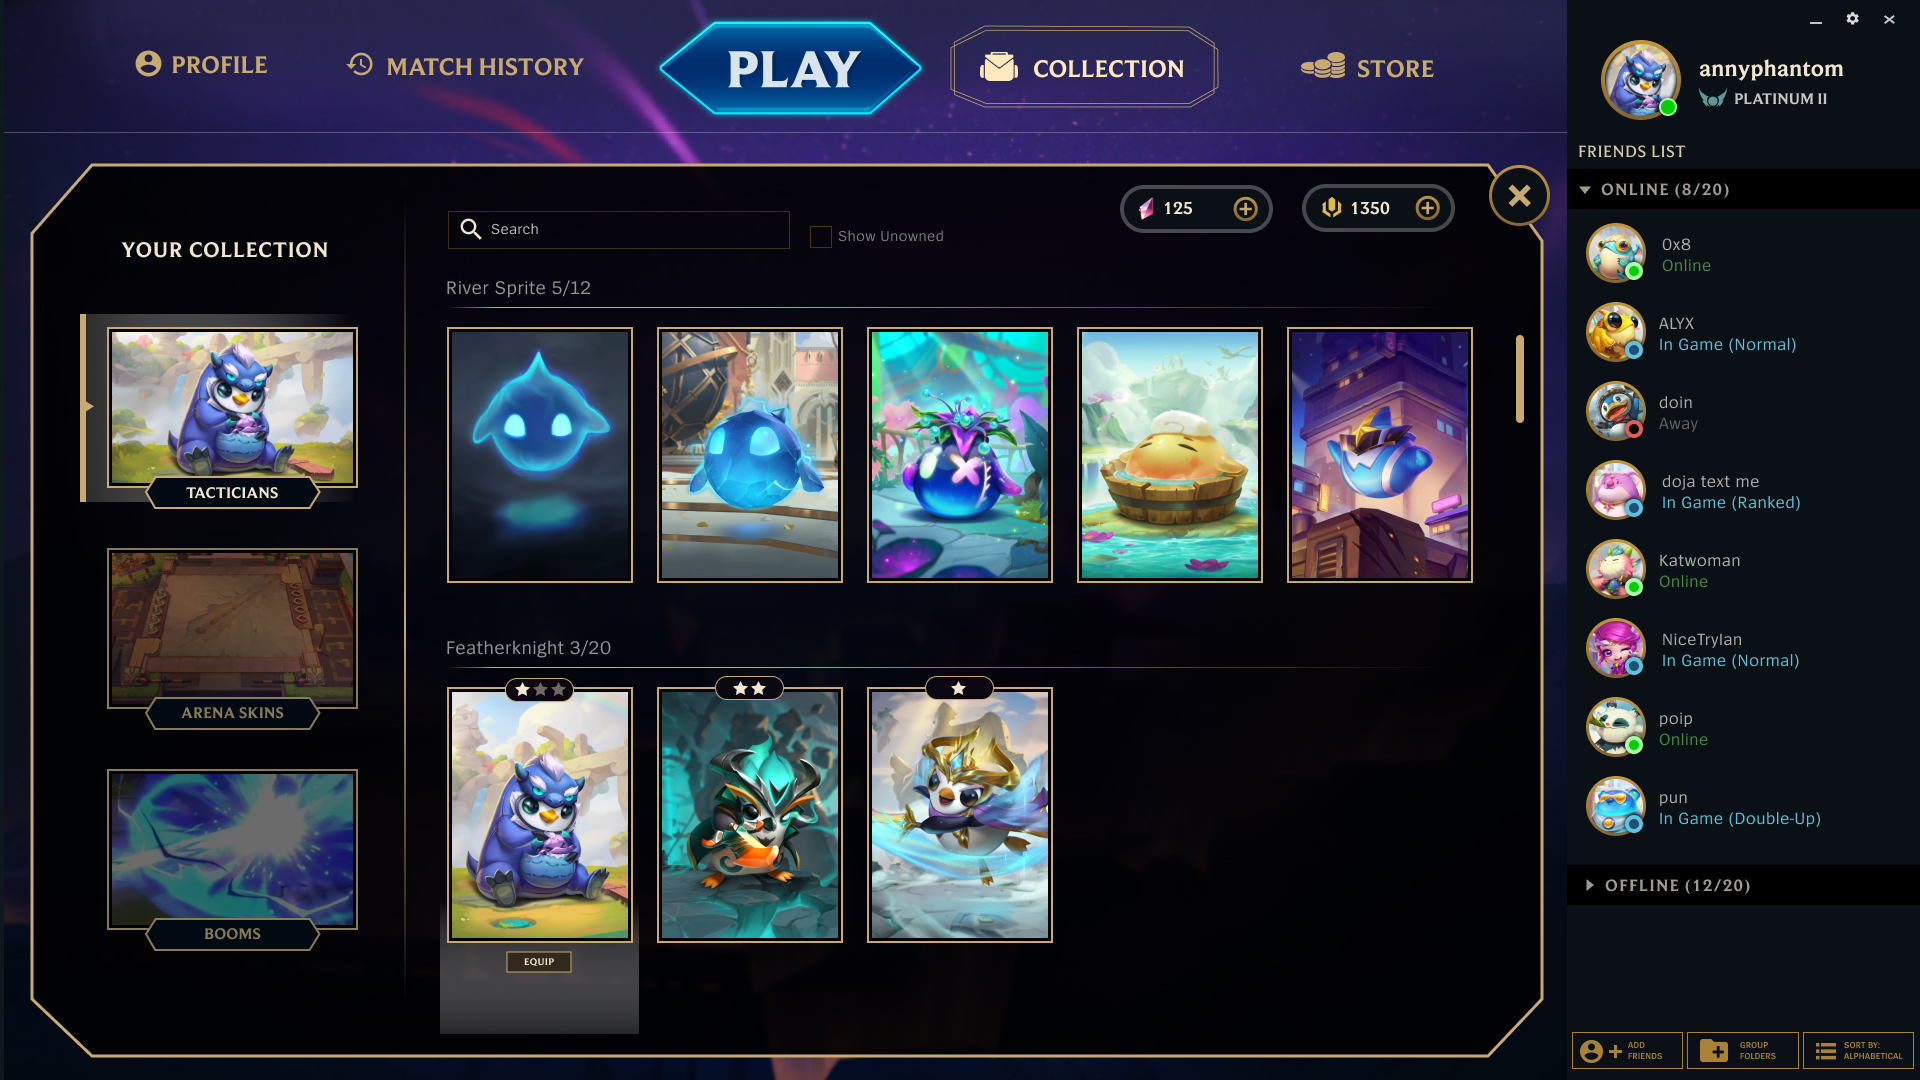 PROFILE
MATCH HISTORY
PLAY
COLLECTION
STORE
annyphantom
PLATINUM II
FRIENDS LIST
ONLINE (8/20)
0x8
Online
ALYX
In Game (Normal)
doin
Away
doja text me
In Game (Ranked)
Katwoman
Online
NiceTrylan
In Game (Normal)
poip
Online
pun
In Game (Double-Up)
OFFLINE (12/20)
ADD
FRIENDS
GROUP
FOLDERS
SORT BY:
ALPHABETICAL
YOUR COLLECTION
TACTICIANS
ARENA SKINS
BOOMS
Search
Show Unowned
125
1350
River Sprite 5/12
Featherknight 3/20
EQUIP